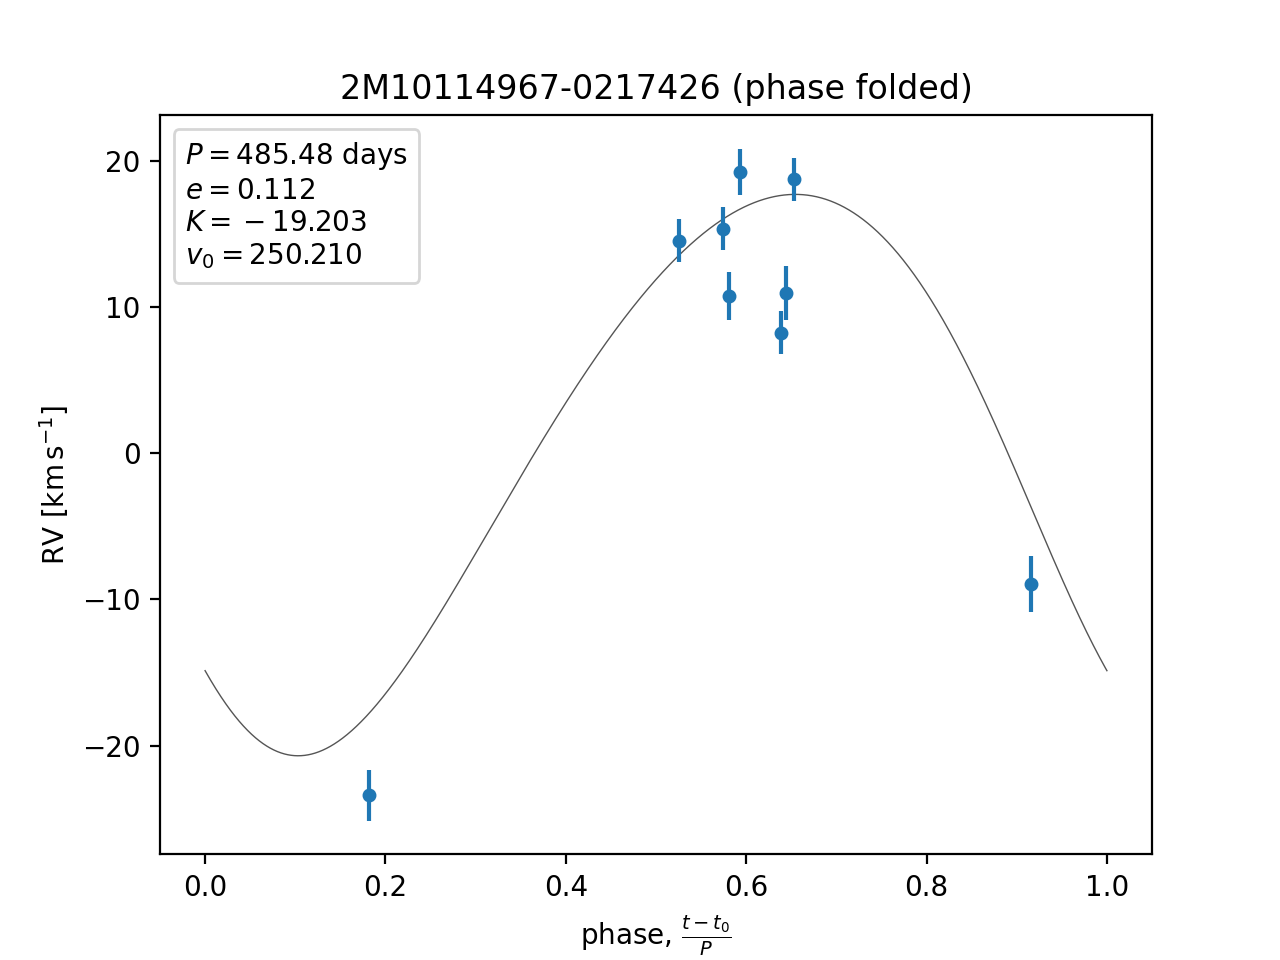 2M10114967-0217426 (phase folded)
P = 485.48 days
e = 0.112
K = −19.203
v₀ = 250.210
20
10
0
−10
−20
RV [km s⁻¹]
0.0 0.2 0.4 0.6 0.8 1.0
phase, (t − t₀)/P